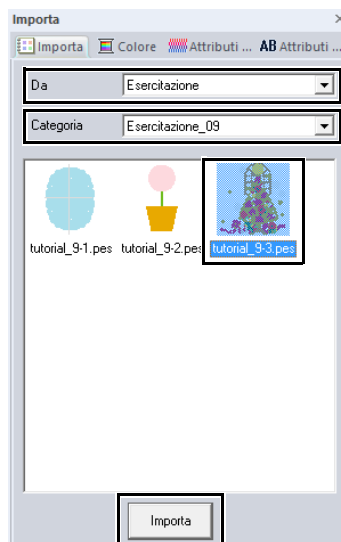 Importa
Importa Colore Attributi ... AB Attributi ...
Da Esercitazione
Categoria Esercitazione_09
tutorial_9-1.pes tutorial_9-2.pes tutorial_9-3.pes
Importa